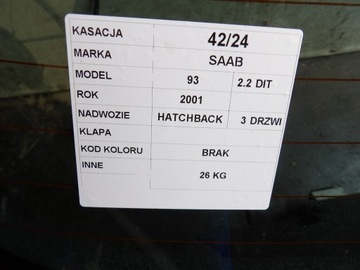 KASACJA 42/24
MARKA SAAB
MODEL 93 2.2 DIT
ROK 2001
NADWOZIE HATCHBACK 3 DRZWI
KLAPA
KOD KOLORU BRAK
INNE 26 KG